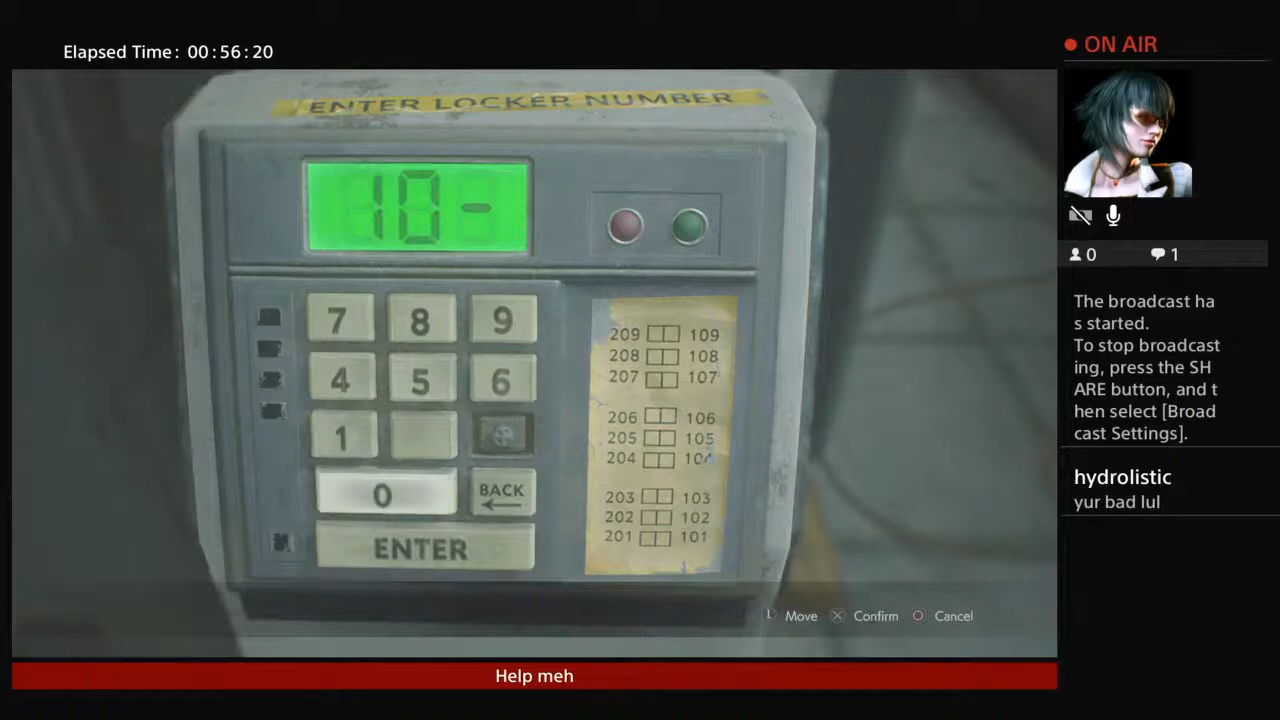 Elapsed Time: 00:56:20
ON AIR
ENTER LOCKER NUMBER
10-
7 8 9
4 5 6
1
0 BACK
ENTER
209 109
208 108
207 107
206 106
205 105
204 104
203 103
202 102
201 101
L Move Confirm Cancel
Help meh
0 1
The broadcast ha
s started.
To stop broadcast
ing, press the SH
ARE button, and t
hen select [Broad
cast Settings].
hydrolistic
yur bad lul